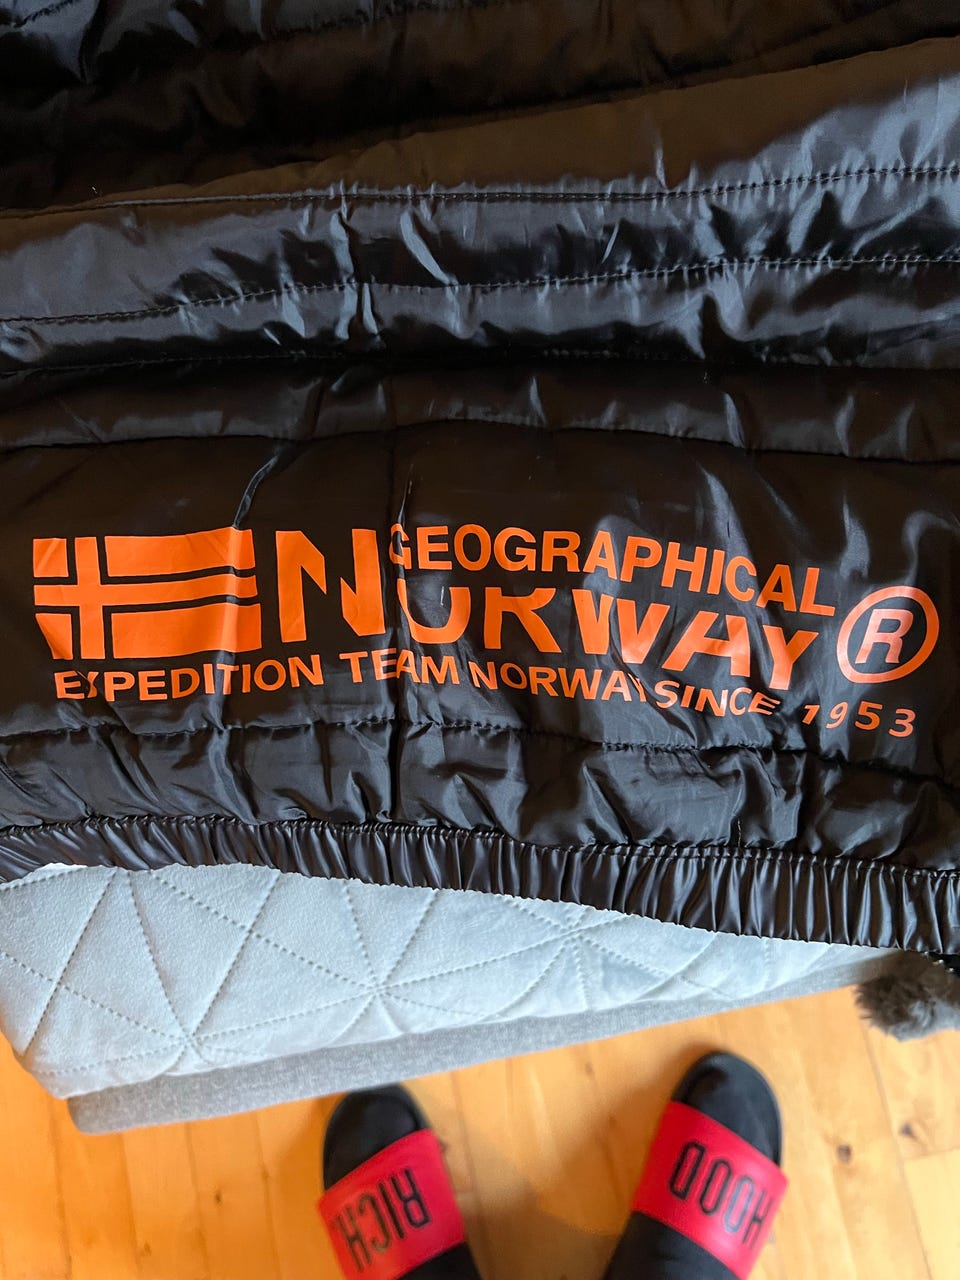 GEOGRAPHICAL
NORWAY ®
EXPEDITION TEAM NORWAY SINCE 1953
RICH
HOOD